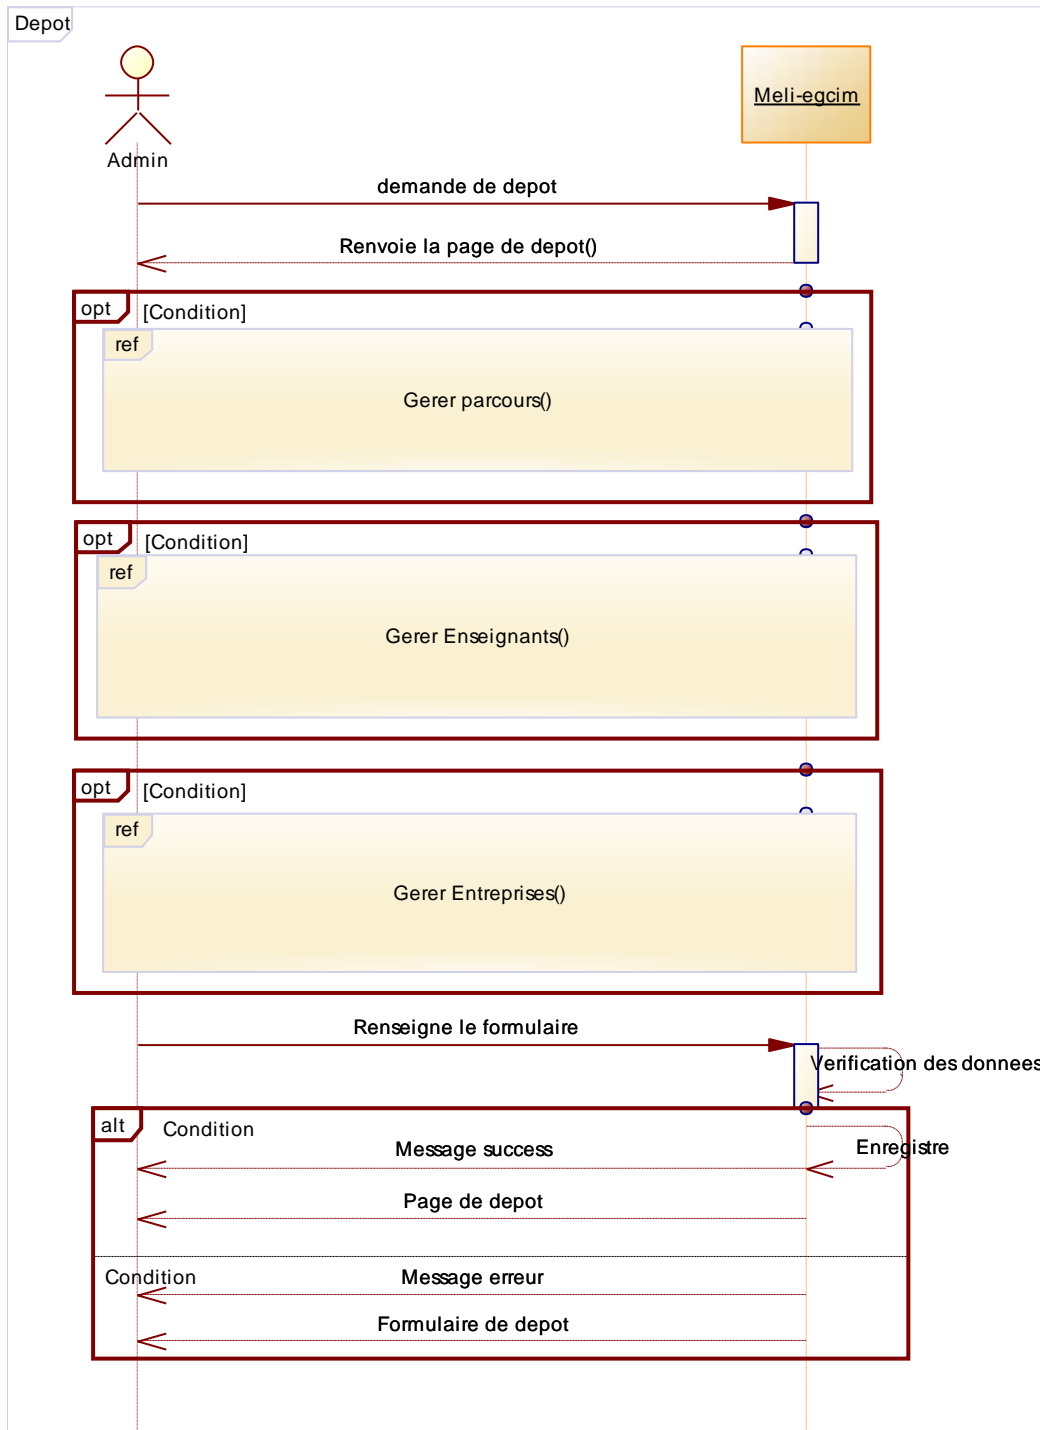 Depot
Meli-egcim
Admin
demande de depot
Renvoie la page de depot()
opt
[Condition]
ref
Gerer parcours()
opt
[Condition]
ref
Gerer Enseignants()
opt
[Condition]
ref
Gerer Entreprises()
Renseigne le formulaire
Verification des donnees
alt
Condition
Enregistre
Message success
Page de depot
Condition
Message erreur
Formulaire de depot